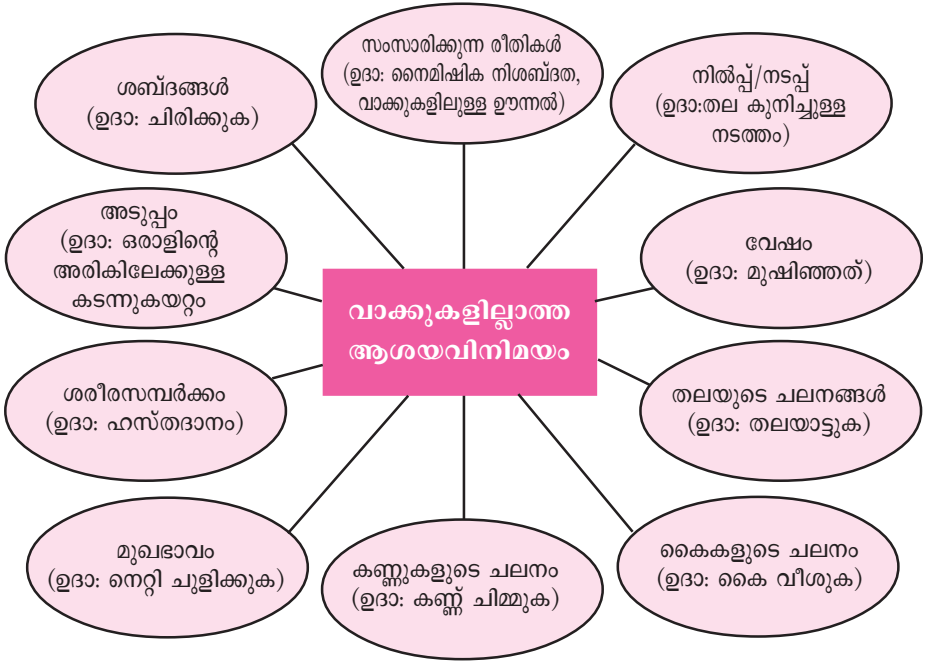 സംസാരിക്കുന്ന രീതികൾ
(ഉദാ: നൈമിഷിക നിശബ്ദത,
വാക്കുകളിലുള്ള ഊന്നൽ)
ശബ്ദങ്ങൾ
(ഉദാ: ചിരിക്കുക)
നിൽപ്പ്/നടപ്പ്
(ഉദാ:തല കുനിച്ചുള്ള
നടത്തം)
അടുപ്പം
(ഉദാ: ഒരാളിന്റെ
അരികിലേക്കുള്ള
കടന്നുകയറ്റം
വേഷം
(ഉദാ: മുഷിഞ്ഞത്)
വാക്കുകളില്ലാത്ത
ആശയവിനിമയം
ശരീരസമ്പർക്കം
(ഉദാ: ഹസ്തദാനം)
തലയുടെ ചലനങ്ങൾ
(ഉദാ: തലയാട്ടുക)
മുഖഭാവം
(ഉദാ: നെറ്റി ചുളിക്കുക)
കണ്ണുകളുടെ ചലനം
(ഉദാ: കണ്ണ് ചിമ്മുക)
കൈകളുടെ ചലനം
(ഉദാ: കൈ വീശുക)